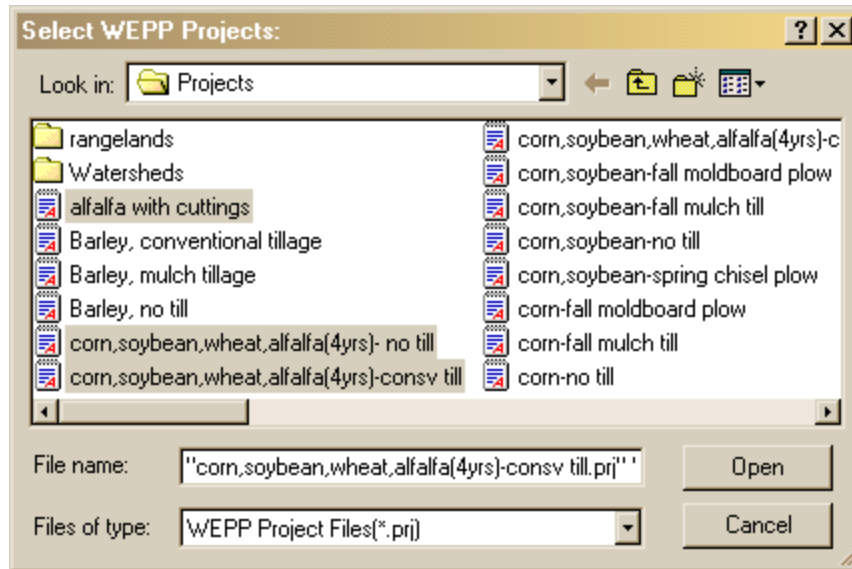 Select WEPP Projects:
Look in: Projects
rangelands
Watersheds
alfalfa with cuttings
Barley, conventional tillage
Barley, mulch tillage
Barley, no till
corn,soybean,wheat,alfalfa(4yrs)- no till
corn,soybean,wheat,alfalfa(4yrs)-consv till
corn,soybean,wheat,alfalfa(4yrs)-c
corn,soybean-fall moldboard plow
corn,soybean-fall mulch till
corn,soybean-no till
corn,soybean-spring chisel plow
corn-fall moldboard plow
corn-fall mulch till
corn-no till
File name: "corn,soybean,wheat,alfalfa(4yrs)-consv till.prj" '
Open
Files of type: WEPP Project Files(*.prj)
Cancel